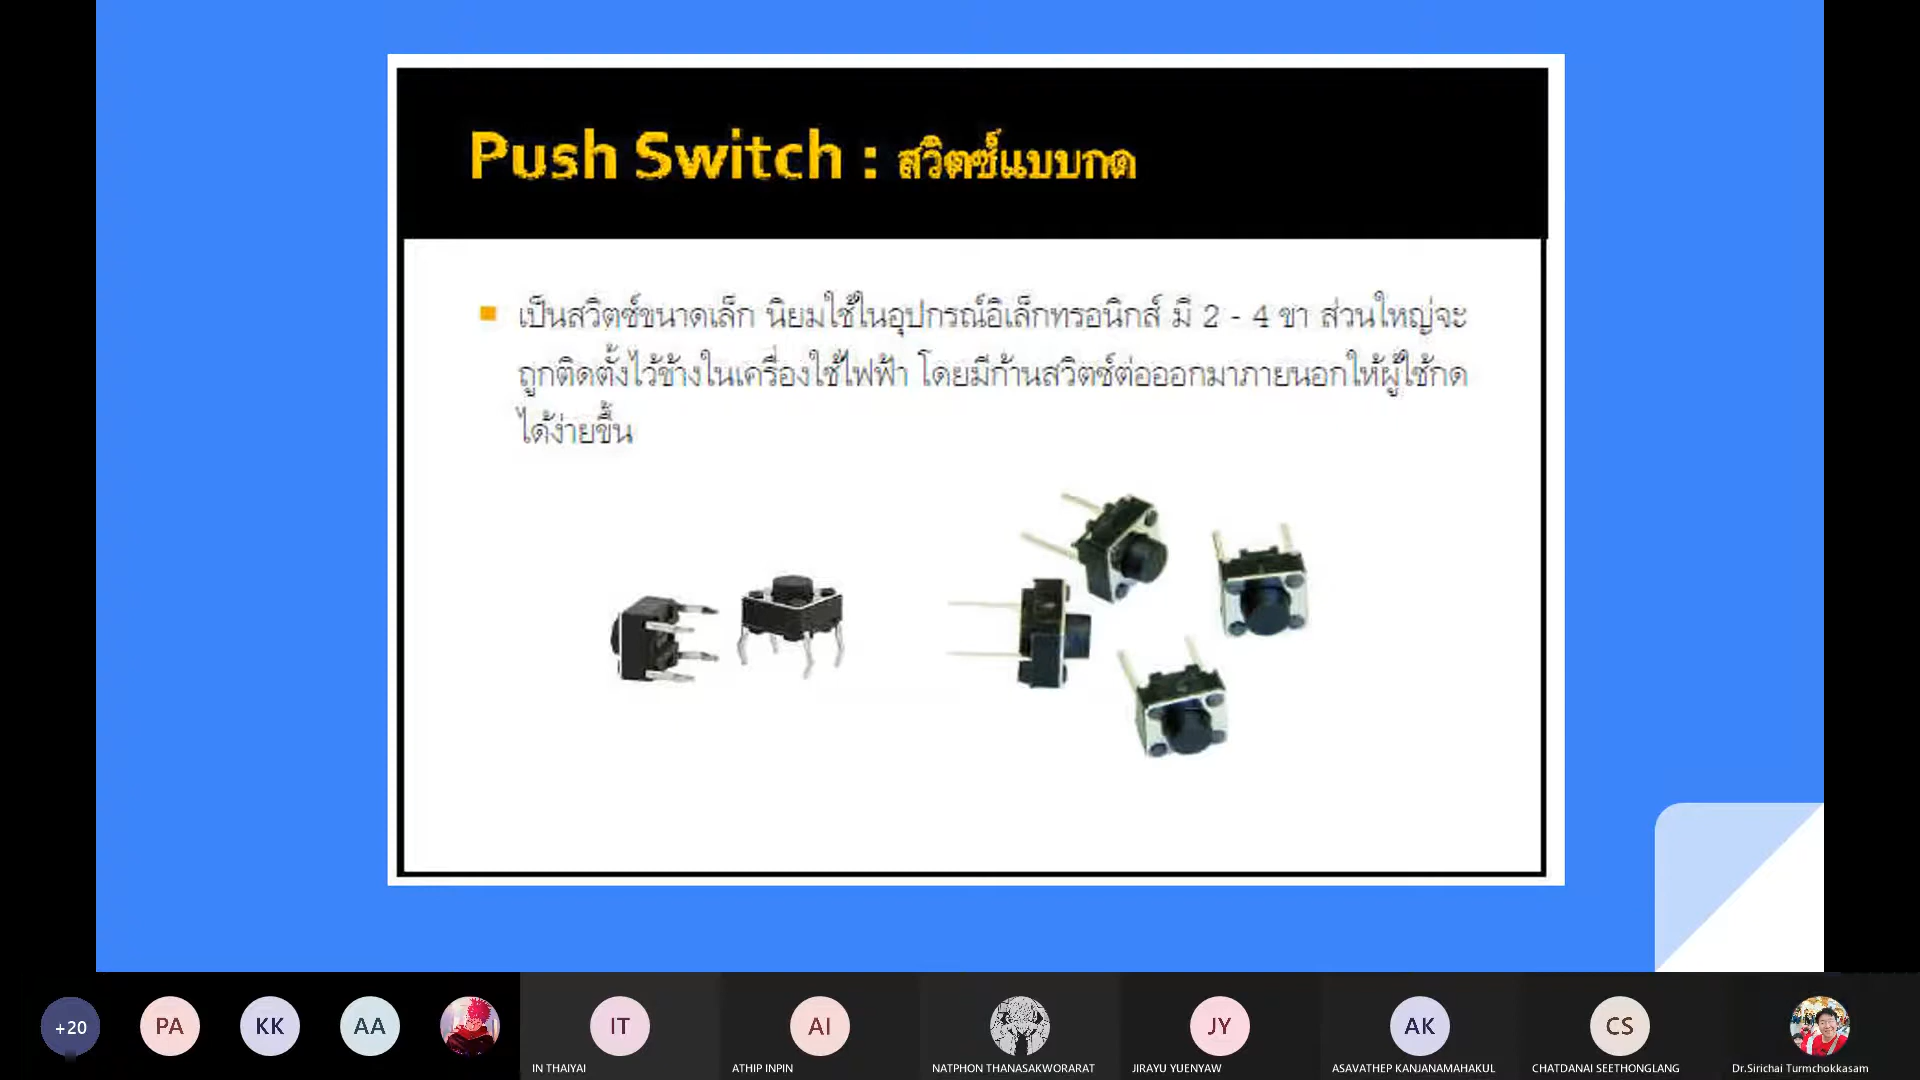 Push Switch : สวิตซ์แบบกด
เป็นสวิตซ์ขนาดเล็ก นิยมใช้ในอุปกรณ์อิเล็กทรอนิกส์ มี 2 - 4 ขา ส่วนใหญ่จะ
ถูกติดตั้งไว้ข้างในเครื่องใช้ไฟฟ้า โดยมีก้านสวิตซ์ต่อออกมาภายนอกให้ผู้ใช้กด
ได้ง่ายขึ้น
+20 PA KK AA IT AI JY AK CS
IN THAIYAI ATHIP INPIN NATPHON THANASAKWORARAT JIRAYU YUENYAW ASAVATHEP KANJANAMAHAKUL CHATDANAI SEETHONGLANG Dr.Sirichai Turmchokkasam